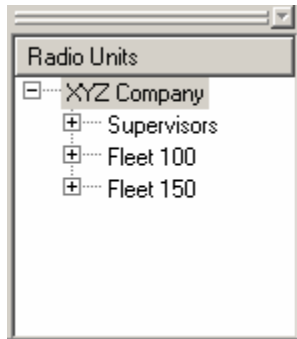 Radio Units
XYZ Company
Supervisors
Fleet 100
Fleet 150